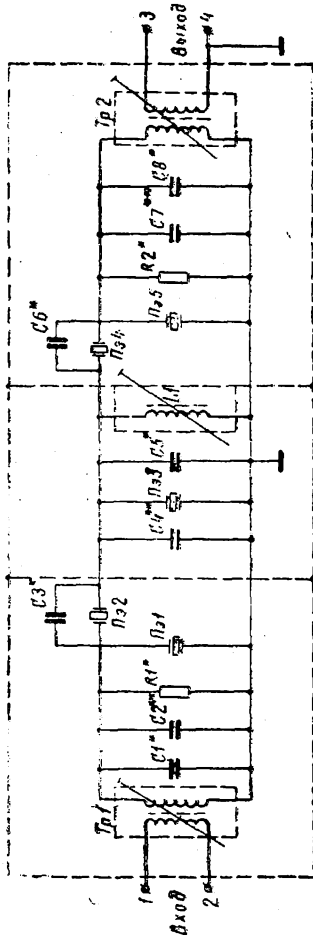 1
Вход
2
Тр1
С1*
С2**
R1*
Пэ1
С3*
Пэ2
С4**
Пэ3
С5*
L1
С6*
Пэ4
Пэ5
R2*
С7**
С8*
Тр2
3
Выход
4